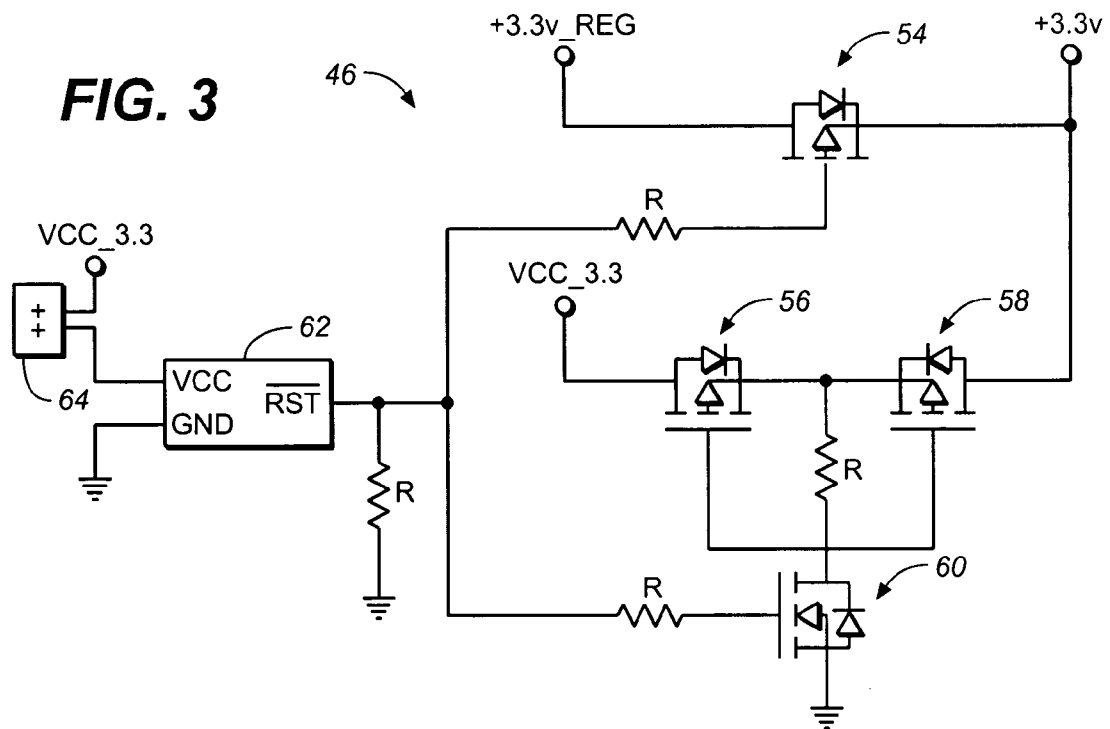 FIG. 3
46
+3.3v_REG
54
+3.3v
R
VCC_3.3
+
+
64
62
VCC
RST
GND
R
VCC_3.3
56
58
R
R
60